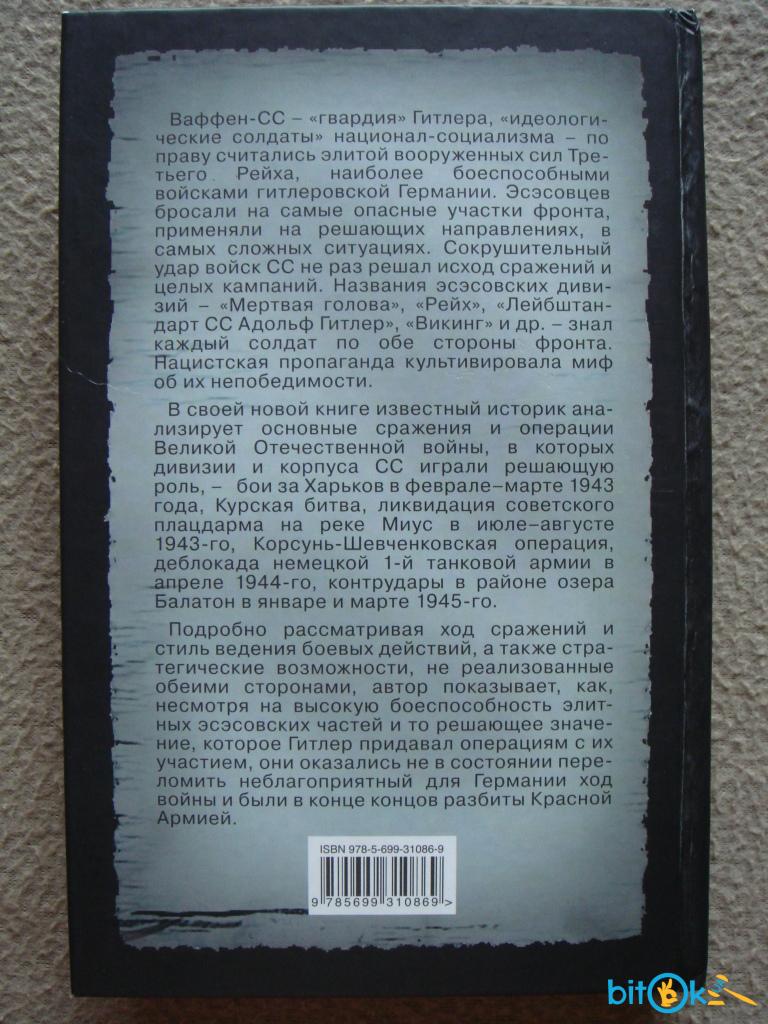 Ваффен-СС – «гвардия» Гитлера, «идеологи-
ческие солдаты» национал-социализма – по
праву считались элитой вооруженных сил Тре-
тьего Рейха, наиболее боеспособными
войсками гитлеровской Германии. Эсэсовцев
бросали на самые опасные участки фронта,
применяли на решающих направлениях, в
самых сложных ситуациях. Сокрушительный
удар войск СС не раз решал исход сражений и
целых кампаний. Названия эсэсовских диви-
зий – «Мертвая голова», «Рейх», «Лейбштан-
дарт СС Адольф Гитлер», «Викинг» и др. – знал
каждый солдат по обе стороны фронта.
Нацистская пропаганда культивировала миф
об их непобедимости.
В своей новой книге известный историк ана-
лизирует основные сражения и операции
Великой Отечественной войны, в которых
дивизии и корпуса СС играли решающую
роль, – бои за Харьков в феврале–марте 1943
года, Курская битва, ликвидация советского
плацдарма на реке Миус в июле–августе
1943-го, Корсунь-Шевченковская операция,
деблокада немецкой 1-й танковой армии в
апреле 1944-го, контрудары в районе озера
Балатон в январе и марте 1945-го.
Подробно рассматривая ход сражений и
стиль ведения боевых действий, а также стра-
тегические возможности, не реализованные
обеими сторонами, автор показывает, как,
несмотря на высокую боеспособность элит-
ных эсэсовских частей и то решающее значе-
ние, которое Гитлер придавал операциям с их
участием, они оказались не в состоянии пере-
ломить неблагоприятный для Германии ход
войны и были в конце концов разбиты Красной
Армией.
ISBN 978-5-699-31086-9
9 785699 310869 >
bitOk